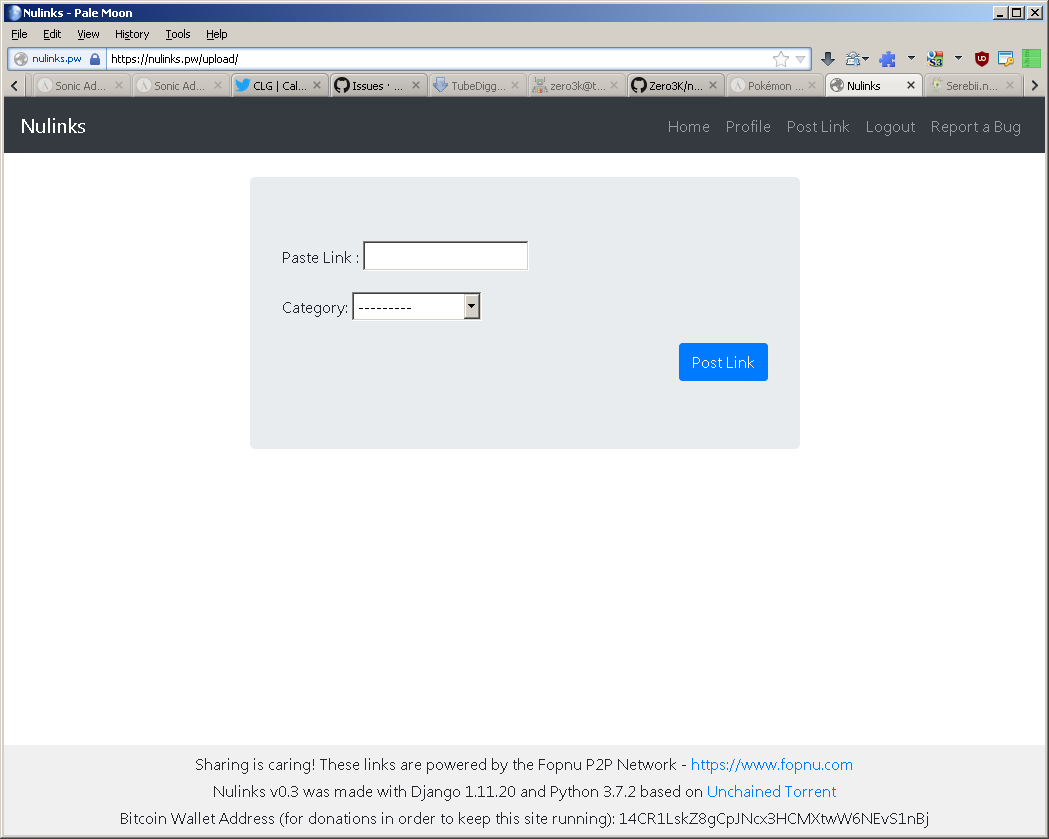 Nulinks - Pale Moon
File Edit View History Tools Help
nulinks.pw https://nulinks.pw/upload/
Sonic Ad... Sonic Ad... CLG | Cal... Issues · ... TubeDigg... zero3k@t... Zero3K/n... Pokémon ... Nulinks Serebii.n...
Nulinks Home Profile Post Link Logout Report a Bug
Paste Link :
Category: ---------
Post Link
Sharing is caring! These links are powered by the Fopnu P2P Network - https://www.fopnu.com
Nulinks v0.3 was made with Django 1.11.20 and Python 3.7.2 based on Unchained Torrent
Bitcoin Wallet Address (for donations in order to keep this site running): 14CR1LskZ8gCpJNcx3HCMXtwW6NEvS1nBj